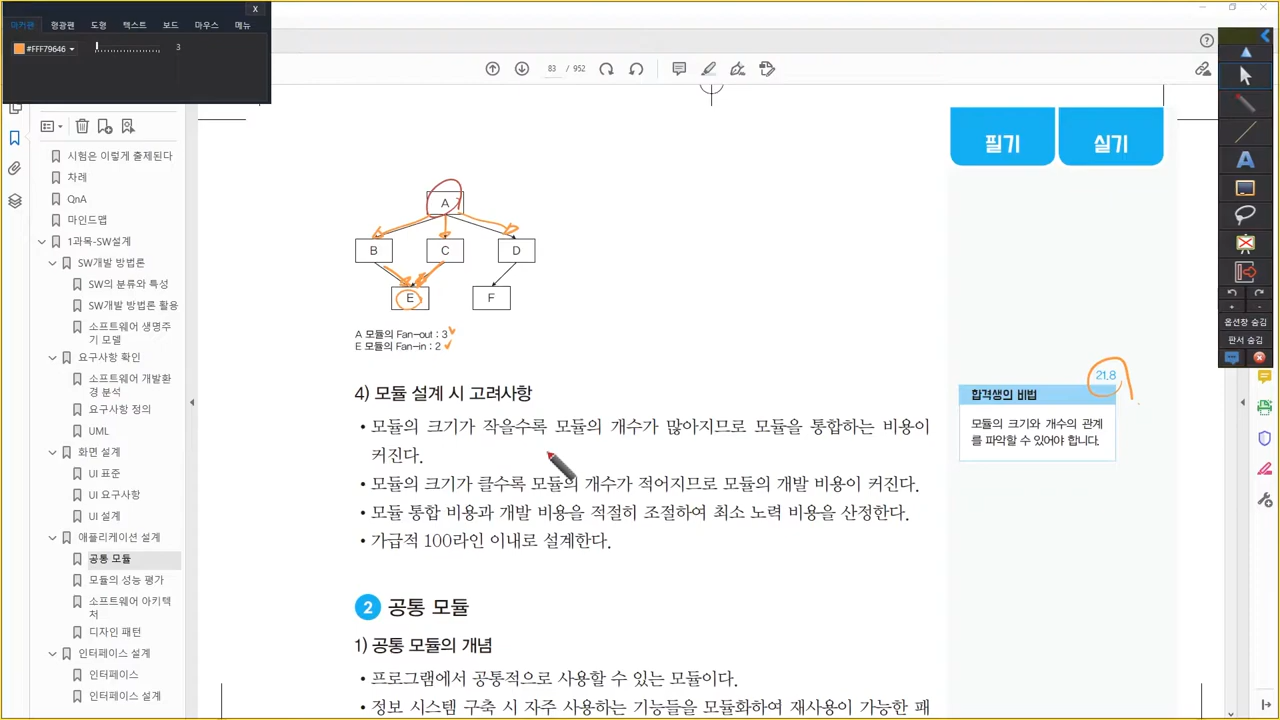 X
더카펜 형광펜 도형 텍스트 보드 마우스 메뉴
#FFF79646 3
83 / 952
시험은 이렇게 출제된다
차례
QnA
마인드맵
1과목-SW설계
SW개발 방법론
SW의 분류와 특성
SW개발 방법론 활용
소프트웨어 생명주
기 모델
요구사항 확인
소프트웨어 개발환
경 분석
요구사항 정의
UML
화면 설계
UI 표준
UI 요구사항
UI 설계
애플리케이션 설계
공통 모듈
모듈의 성능 평가
소프트웨어 아키텍
처
디자인 패턴
인터페이스 설계
인터페이스
인터페이스 설계
필기 실기
A
B C D
E F
A 모듈의 Fan-out : 3
E 모듈의 Fan-in : 2
4) 모듈 설계 시 고려사항
• 모듈의 크기가 작을수록 모듈의 개수가 많아지므로 모듈을 통합하는 비용이
커진다.
• 모듈의 크기가 클수록 모듈의 개수가 적어지므로 모듈의 개발 비용이 커진다.
• 모듈 통합 비용과 개발 비용을 적절히 조절하여 최소 노력 비용을 산정한다.
• 가급적 100라인 이내로 설계한다.
2 공통 모듈
1) 공통 모듈의 개념
• 프로그램에서 공통적으로 사용할 수 있는 모듈이다.
• 정보 시스템 구축 시 자주 사용하는 기능들을 모듈화하여 재사용이 가능한 패
21.8
합격생의 비법
모듈의 크기와 개수의 관계
를 파악할 수 있어야 합니다.
A
옵션장 숨김
판서 숨김